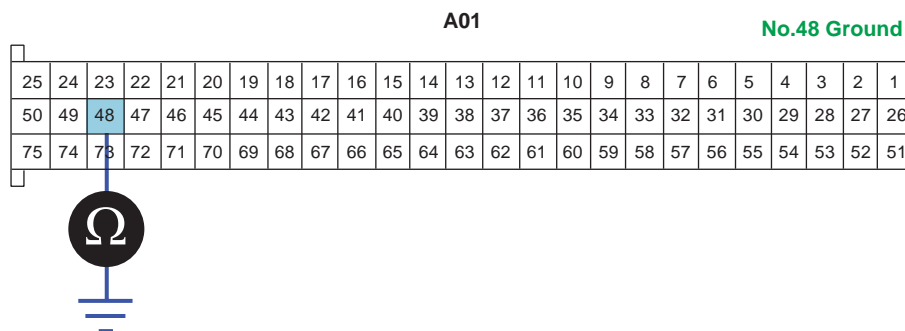 A01
No.48 Ground
25 24 23 22 21 20 19 18 17 16 15 14 13 12 11 10 9 8 7 6 5 4 3 2 1
50 49 48 47 46 45 44 43 42 41 40 39 38 37 36 35 34 33 32 31 30 29 28 27 26
75 74 73 72 71 70 69 68 67 66 65 64 63 62 61 60 59 58 57 56 55 54 53 52 51
Ω